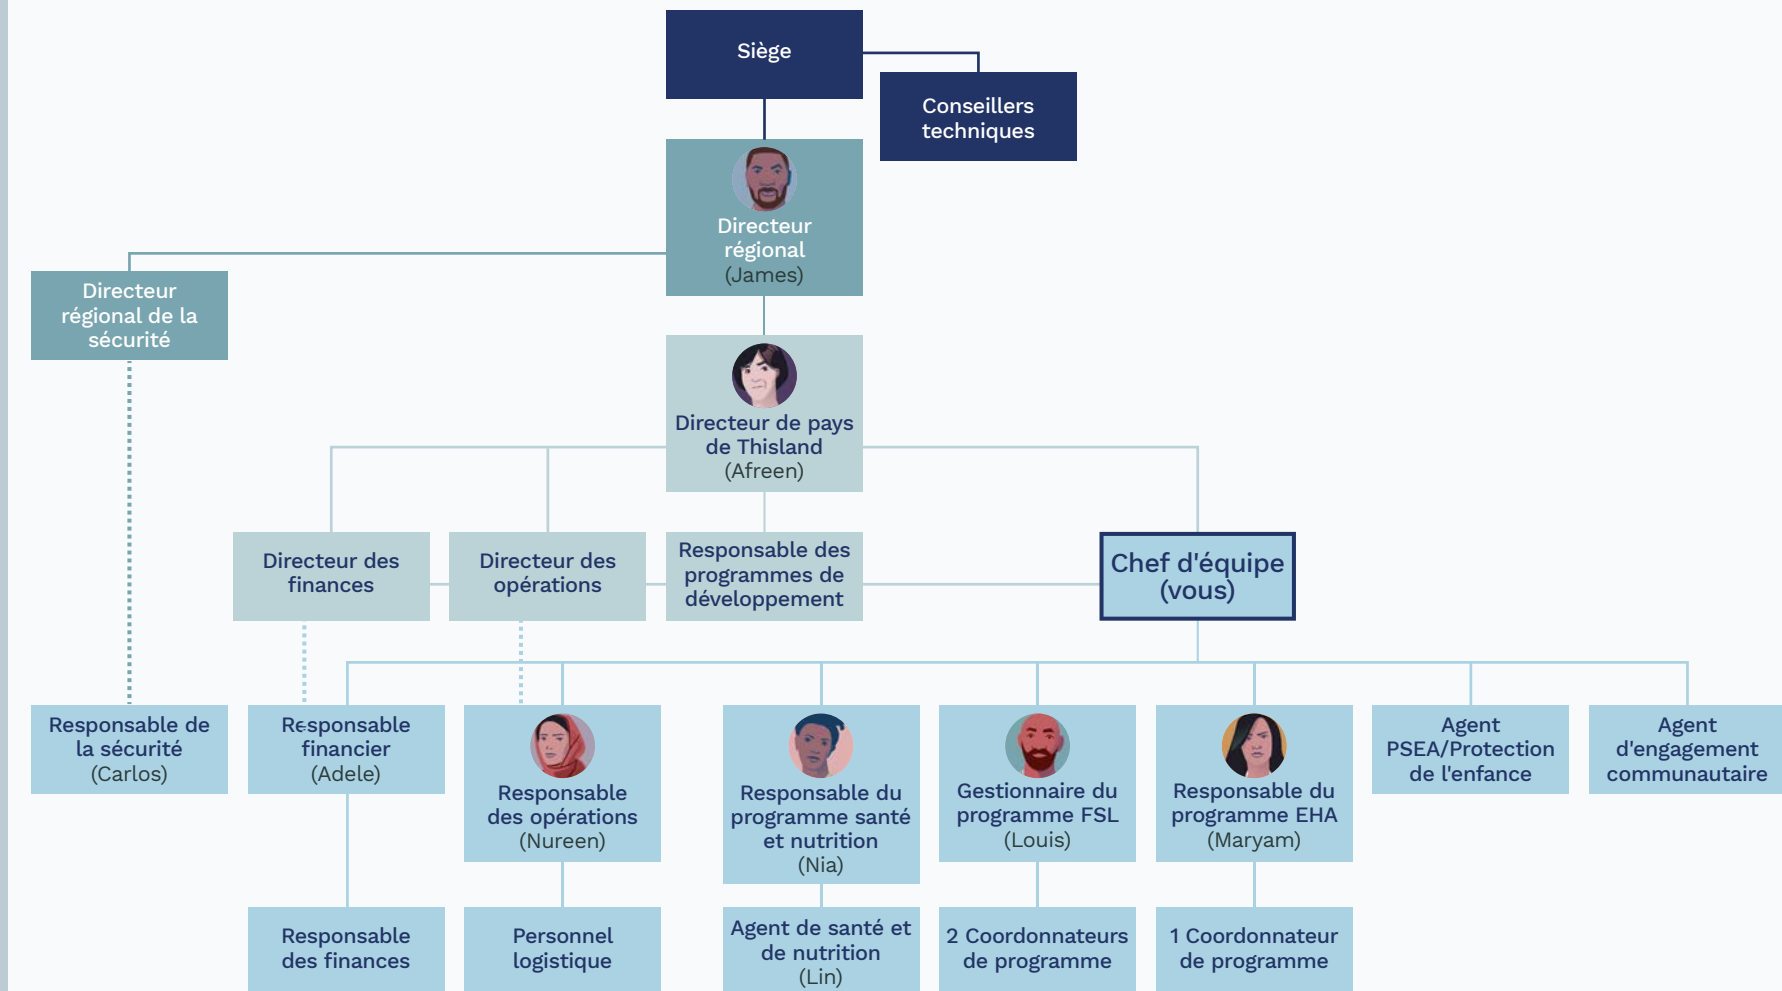 Siège
Conseillers
techniques
Directeur
régional
(James)
Directeur
régional de la
sécurité
Directeur de pays
de Thisland
(Afreen)
Directeur des
finances
Directeur des
opérations
Responsable des
programmes de
développement
Chef d'équipe
(vous)
Responsable de
la sécurité
(Carlos)
Responsable
financier
(Adele)
Responsable
des opérations
(Nureen)
Responsable du
programme santé
et nutrition
(Nia)
Gestionnaire du
programme FSL
(Louis)
Responsable du
programme EHA
(Maryam)
Agent
PSEA/Protection
de l'enfance
Agent
d'engagement
communautaire
Responsable
des finances
Personnel
logistique
Agent de santé et
de nutrition
(Lin)
2 Coordonnateurs
de programme
1 Coordonnateur
de programme